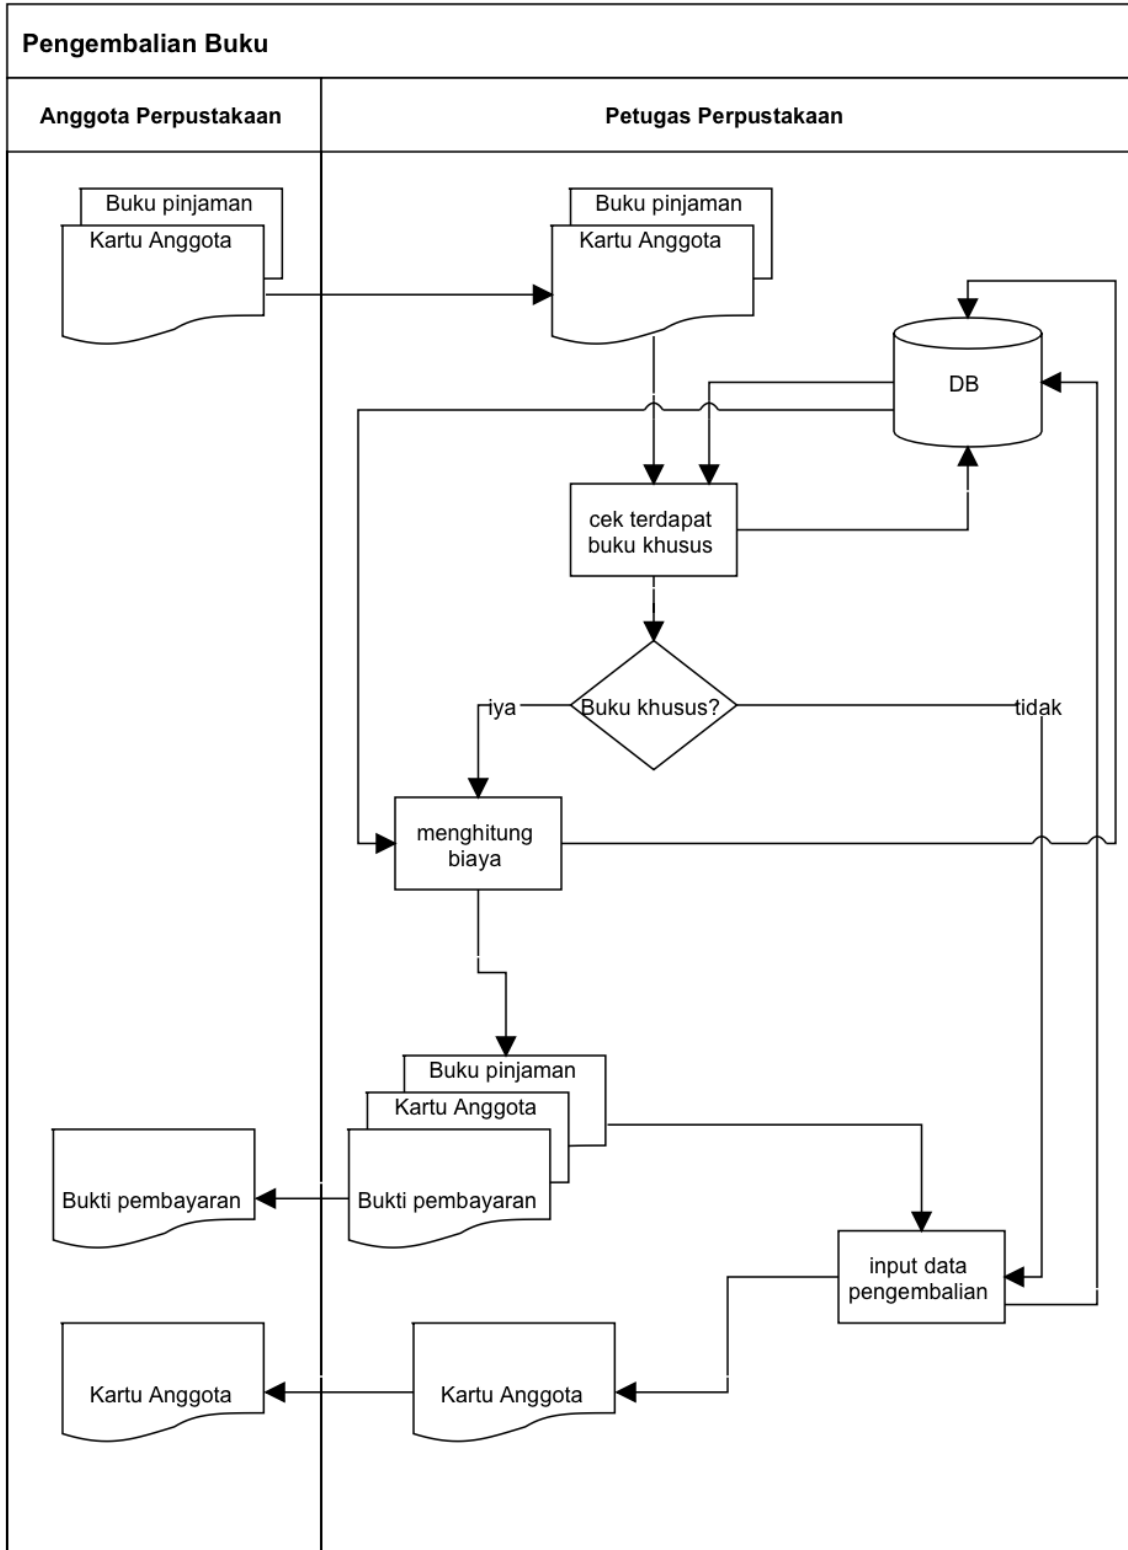 Pengembalian Buku
Anggota Perpustakaan
Petugas Perpustakaan
Buku pinjaman
Kartu Anggota
Buku pinjaman
Kartu Anggota
DB
cek terdapat
buku khusus
iya
Buku khusus?
tidak
menghitung
biaya
Buku pinjaman
Kartu Anggota
Bukti pembayaran
Bukti pembayaran
input data
pengembalian
Kartu Anggota
Kartu Anggota